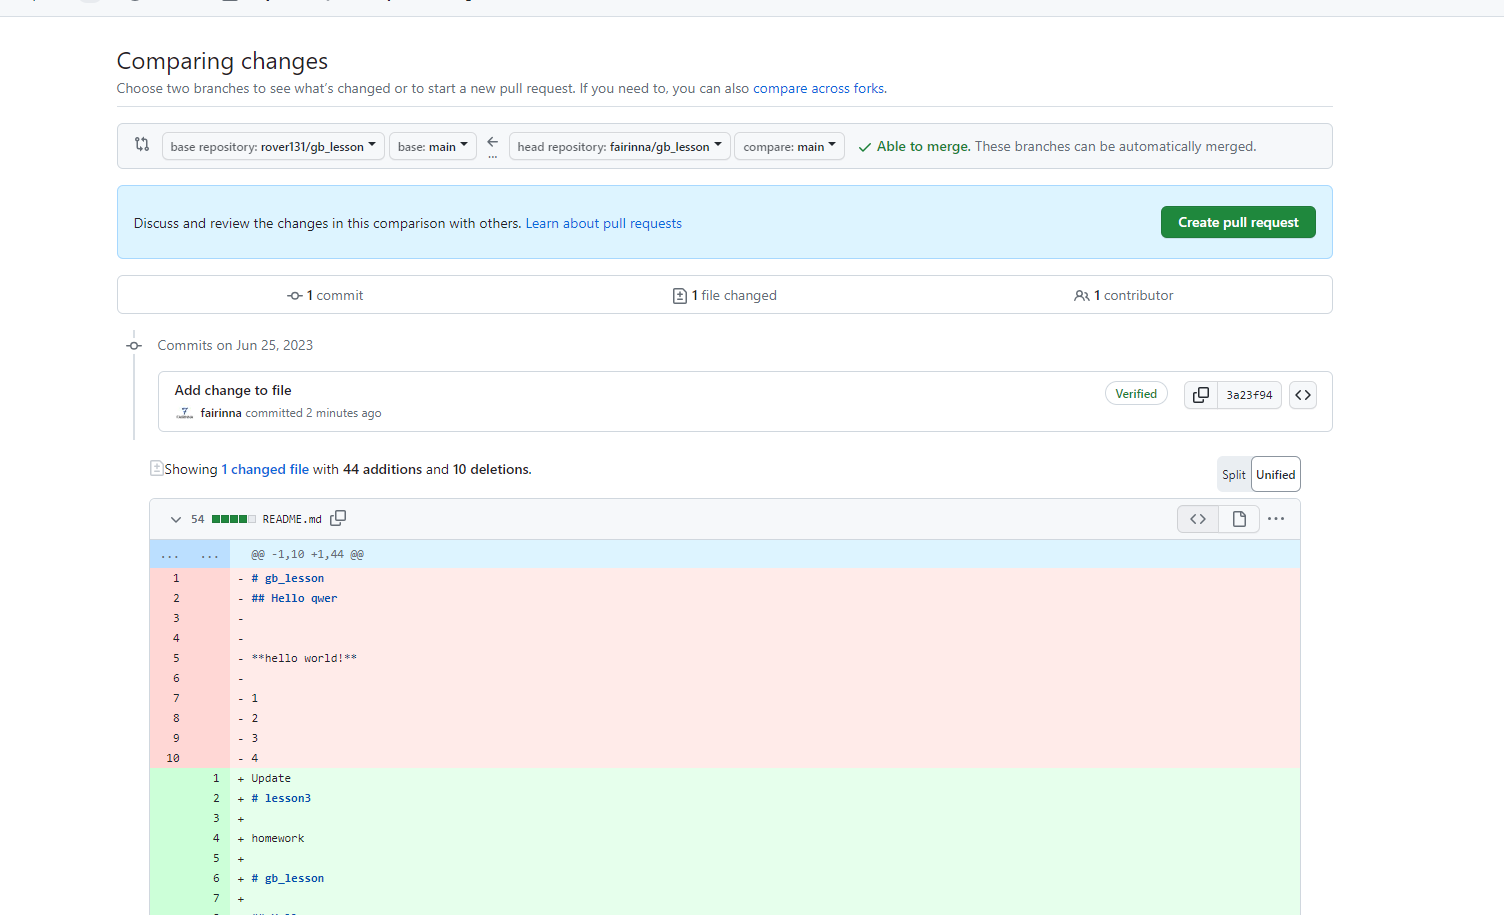 Comparing changes
Choose two branches to see what's changed or to start a new pull request. If you need to, you can also compare across forks.
base repository: rover131/gb_lesson base: main ... head repository: fairinna/gb_lesson compare: main Able to merge. These branches can be automatically merged.
Discuss and review the changes in this comparison with others. Learn about pull requests Create pull request
1 commit 1 file changed 1 contributor
Commits on Jun 25, 2023
Add change to file
fairinna committed 2 minutes ago Verified 3a23f94
Showing 1 changed file with 44 additions and 10 deletions.
Split Unified
54 README.md
... ... @@ -1,10 +1,44 @@
1 - # gb_lesson
2 - ## Hello qwer
3 -
4 -
5 - **hello world!**
6 -
7 - 1
8 - 2
9 - 3
10 - 4
1 + Update
2 + # lesson3
3 +
4 + homework
5 +
6 + # gb_lesson
7 +